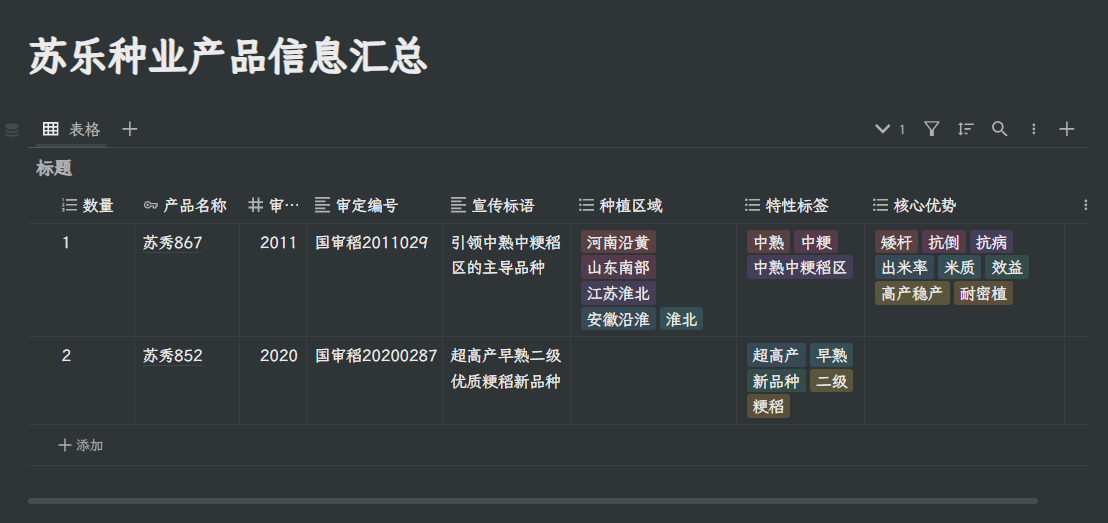 苏乐种业产品信息汇总
表格
1
标题
数量 产品名称 审… 审定编号 宣传标语 种植区域 特性标签 核心优势
1 苏秀867 2011 国审稻2011029 引领中熟中粳稻 河南沿黄 中熟 中粳 矮杆 抗倒 抗病
区的主导品种 山东南部 中熟中粳稻区 出米率 米质 效益
江苏淮北 高产稳产 耐密植
安徽沿淮 淮北
2 苏秀852 2020 国审稻20200287 超高产早熟二级 超高产 早熟
优质粳稻新品种 新品种 二级
粳稻
添加